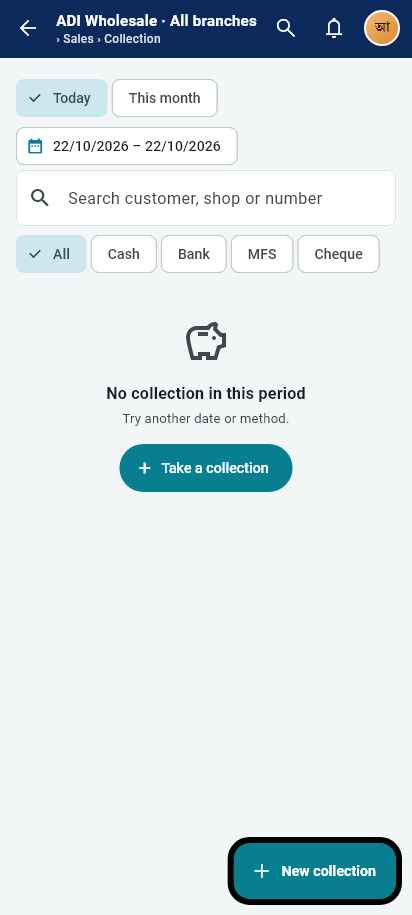 ADI Wholesale · All branches
› Sales › Collection
আ
Today
This month
22/10/2026 – 22/10/2026
Search customer, shop or number
All
Cash
Bank
MFS
Cheque
No collection in this period
Try another date or method.
+ Take a collection
+ New collection